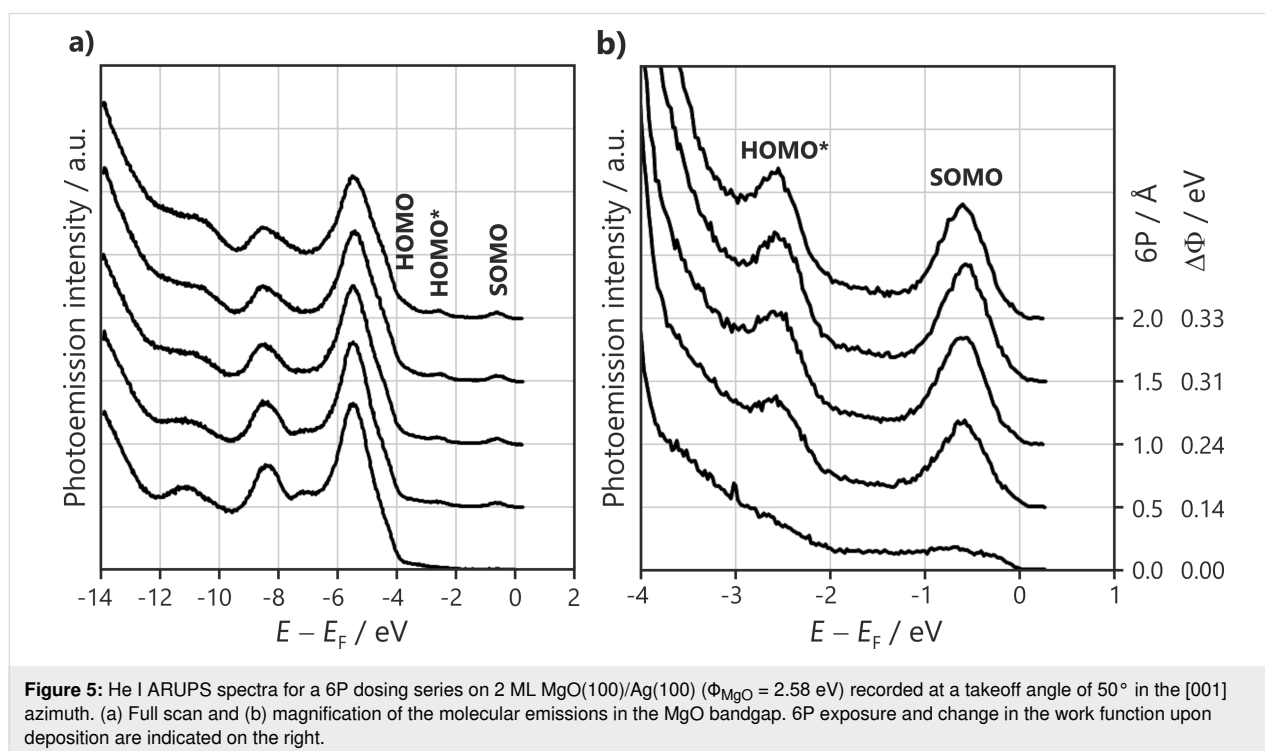 a)
Photoemission intensity / a.u.
HOMO
HOMO*
SOMO
-14 -12 -10 -8 -6 -4 -2 0 2
E – E_F / eV
b)
Photoemission intensity / a.u.
HOMO*
SOMO
6P / Å ΔΦ / eV
2.0 0.33
1.5 0.31
1.0 0.24
0.5 0.14
0.0 0.00
-4 -3 -2 -1 0 1
E – E_F / eV
Figure 5: He I ARUPS spectra for a 6P dosing series on 2 ML MgO(100)/Ag(100) (Φ_MgO = 2.58 eV) recorded at a takeoff angle of 50° in the [001]
azimuth. (a) Full scan and (b) magnification of the molecular emissions in the MgO bandgap. 6P exposure and change in the work function upon
deposition are indicated on the right.